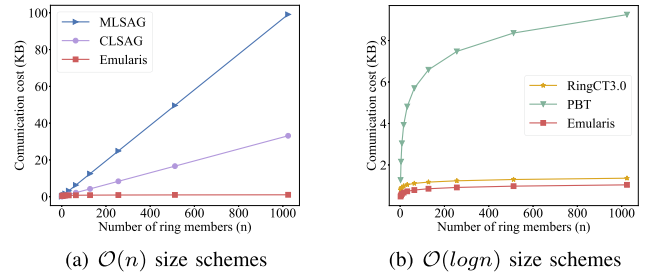 100
80
60
40
20
0
Comunication cost (KB)
MLSAG
CLSAG
Emularis
0 200 400 600 800 1000
Number of ring members (n)
(a) O(n) size schemes
8
6
4
2
Comunication cost (KB)
RingCT3.0
PBT
Emularis
0 200 400 600 800 1000
Number of ring members (n)
(b) O(logn) size schemes